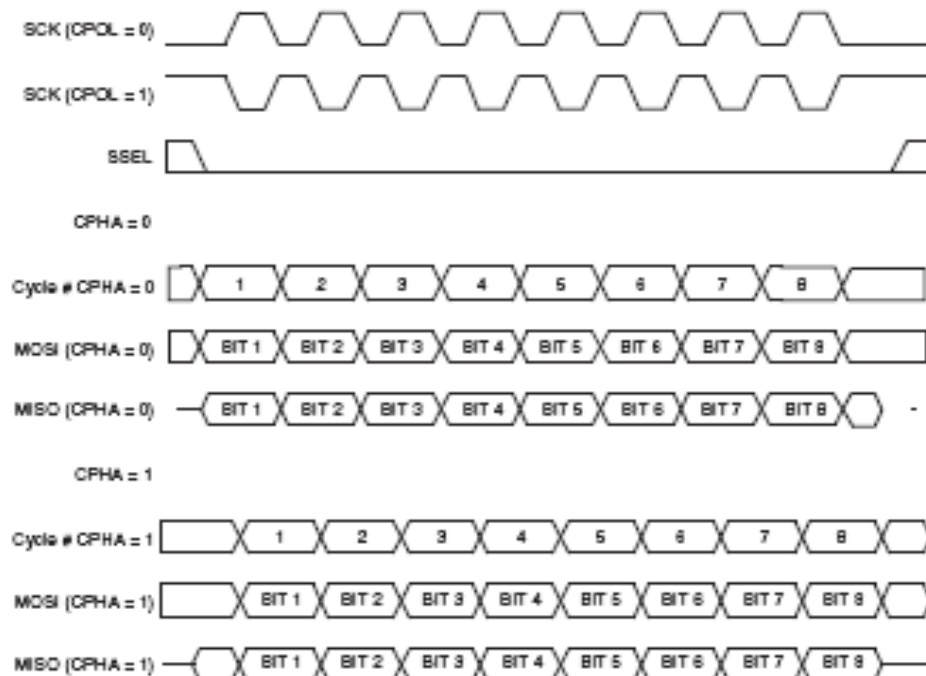 SCK (CPOL = 0)
SCK (CPOL = 1)
SSEL
CPHA = 0
Cycle # CPHA = 0 1 2 3 4 5 6 7 8
MOSI (CPHA = 0) BIT 1 BIT 2 BIT 3 BIT 4 BIT 5 BIT 6 BIT 7 BIT 8
MISO (CPHA = 0) BIT 1 BIT 2 BIT 3 BIT 4 BIT 5 BIT 6 BIT 7 BIT 8
CPHA = 1
Cycle # CPHA = 1 1 2 3 4 5 6 7 8
MOSI (CPHA = 1) BIT 1 BIT 2 BIT 3 BIT 4 BIT 5 BIT 6 BIT 7 BIT 8
MISO (CPHA = 1) BIT 1 BIT 2 BIT 3 BIT 4 BIT 5 BIT 6 BIT 7 BIT 8